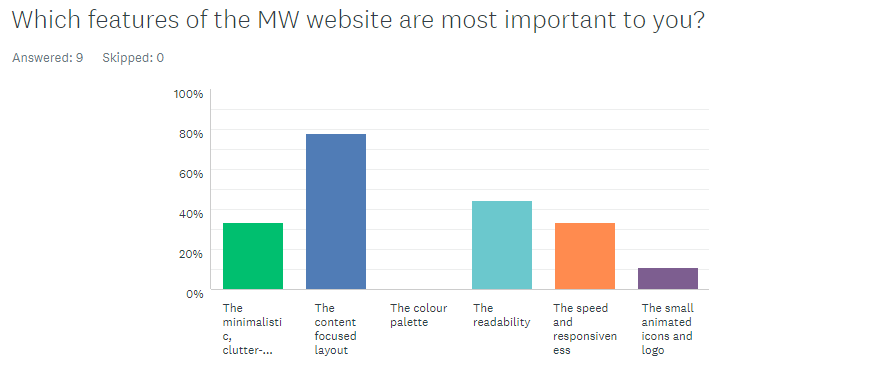 Which features of the MW website are most important to you?
Answered: 9 Skipped: 0
100%
80%
60%
40%
20%
0%
The
minimalisti
c,
clutter-...
The
content
focused
layout
The colour
palette
The
readability
The speed
and
responsiven
ess
The small
animated
icons and
logo